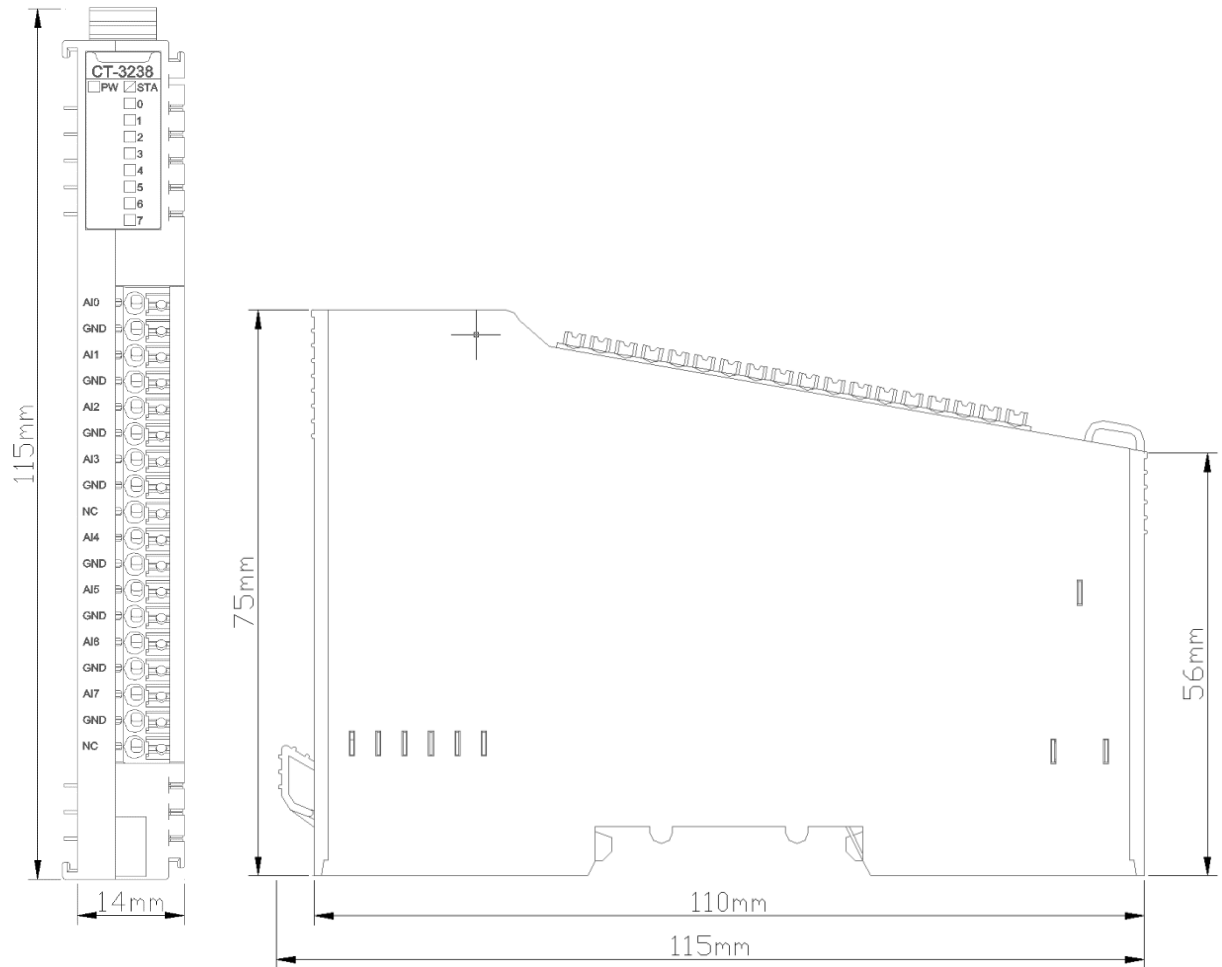 CT-3238
PW STA
0
1
2
3
4
5
6
7
AI0
GND
AI1
GND
AI2
GND
AI3
GND
NC
AI4
GND
AI5
GND
AI6
GND
AI7
GND
NC
115mm
14mm
75mm
56mm
110mm
115mm